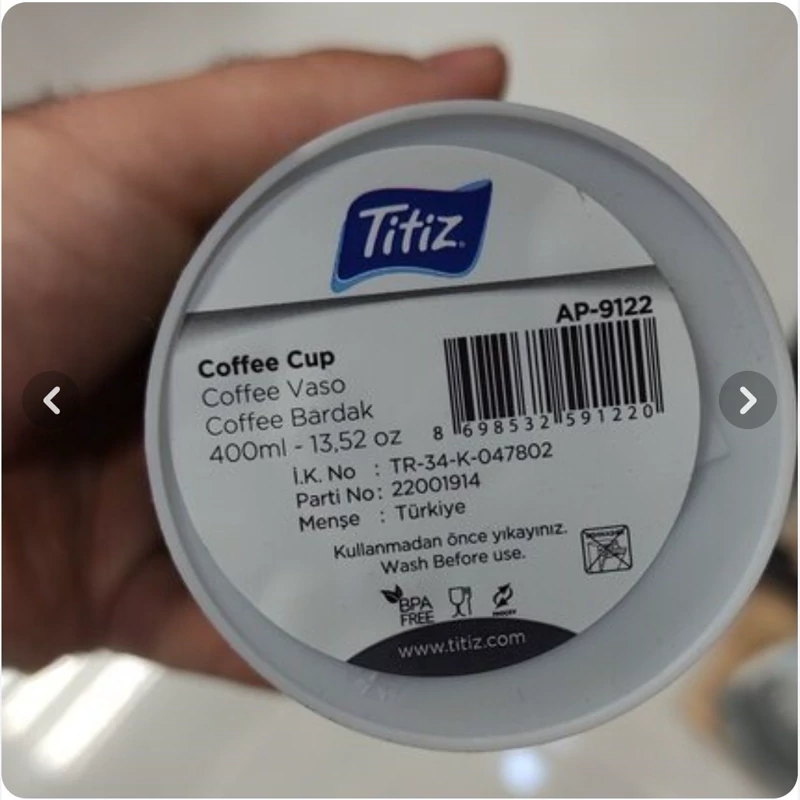 Titiz
AP-9122
Coffee Cup
Coffee Vaso
Coffee Bardak
400ml - 13,52 oz
8 698532 591220
İ.K. No : TR-34-K-047802
Parti No: 22001914
Menşe : Türkiye
Kullanmadan önce yıkayınız.
Wash Before use.
BPA
FREE
www.titiz.com